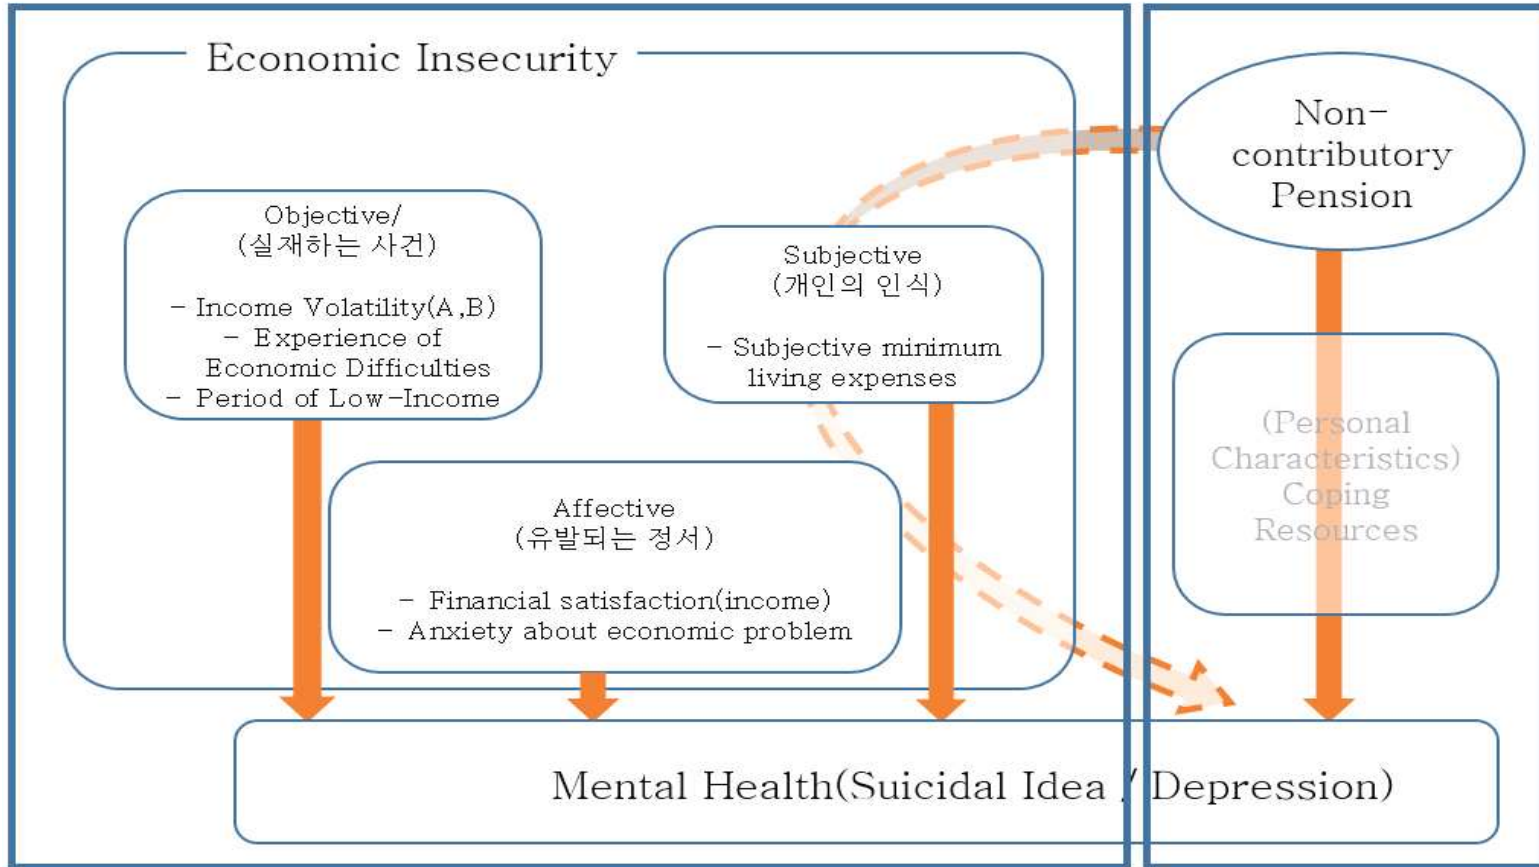 Economic Insecurity
Objective/
(실재하는 사건)
- Income Volatility(A,B)
- Experience of
Economic Difficulties
- Period of Low-Income
Subjective
(개인의 인식)
- Subjective minimum
living expenses
Affective
(유발되는 정서)
- Financial satisfaction(income)
- Anxiety about economic problem
Non-
contributory
Pension
(Personal
Characteristics)
Coping
Resources
Mental Health(Suicidal Idea / Depression)